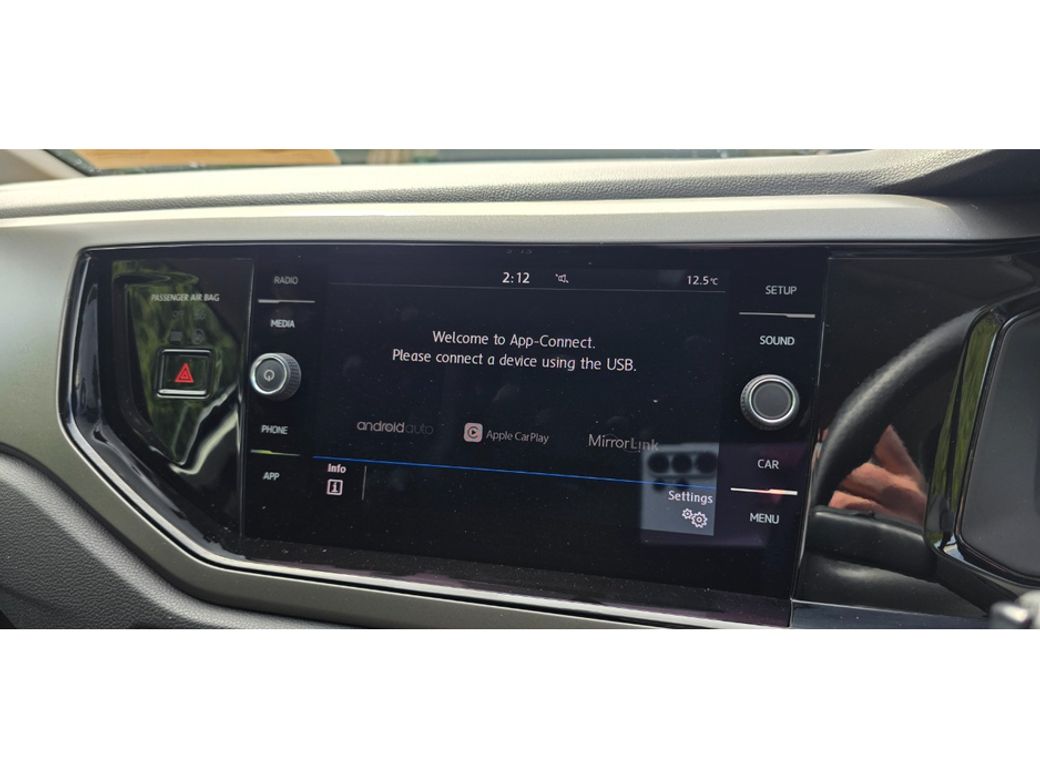 RADIO
MEDIA
PHONE
APP
PASSENGER AIR BAG
2:12
12.5°C
Welcome to App-Connect.
Please connect a device using the USB.
androidauto
Apple CarPlay
MirrorLink
Info
Settings
SETUP
SOUND
CAR
MENU